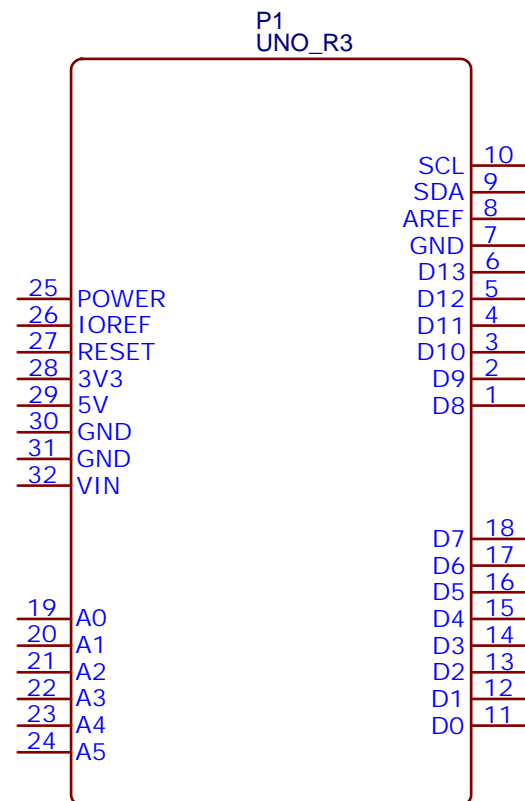 P1
UNO_R3
SCL 10
SDA 9
AREF 8
GND 7
D13 6
25 POWER D12 5
26 IOREF D11 4
27 RESET D10 3
28 3V3 D9 2
29 5V D8 1
30 GND
31 GND
32 VIN
D7 18
D6 17
D5 16
19 A0 D4 15
20 A1 D3 14
21 A2 D2 13
22 A3 D1 12
23 A4 D0 11
24 A5